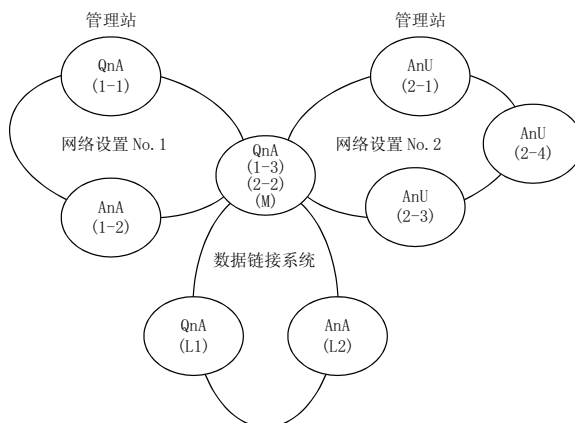 管理站
管理站
QnA
(1-1)
AnU
(2-1)
AnU
(2-4)
网络设置 No.1
QnA
(1-3)
(2-2)
(M)
网络设置 No.2
AnA
(1-2)
AnU
(2-3)
数据链接系统
QnA
(L1)
AnA
(L2)